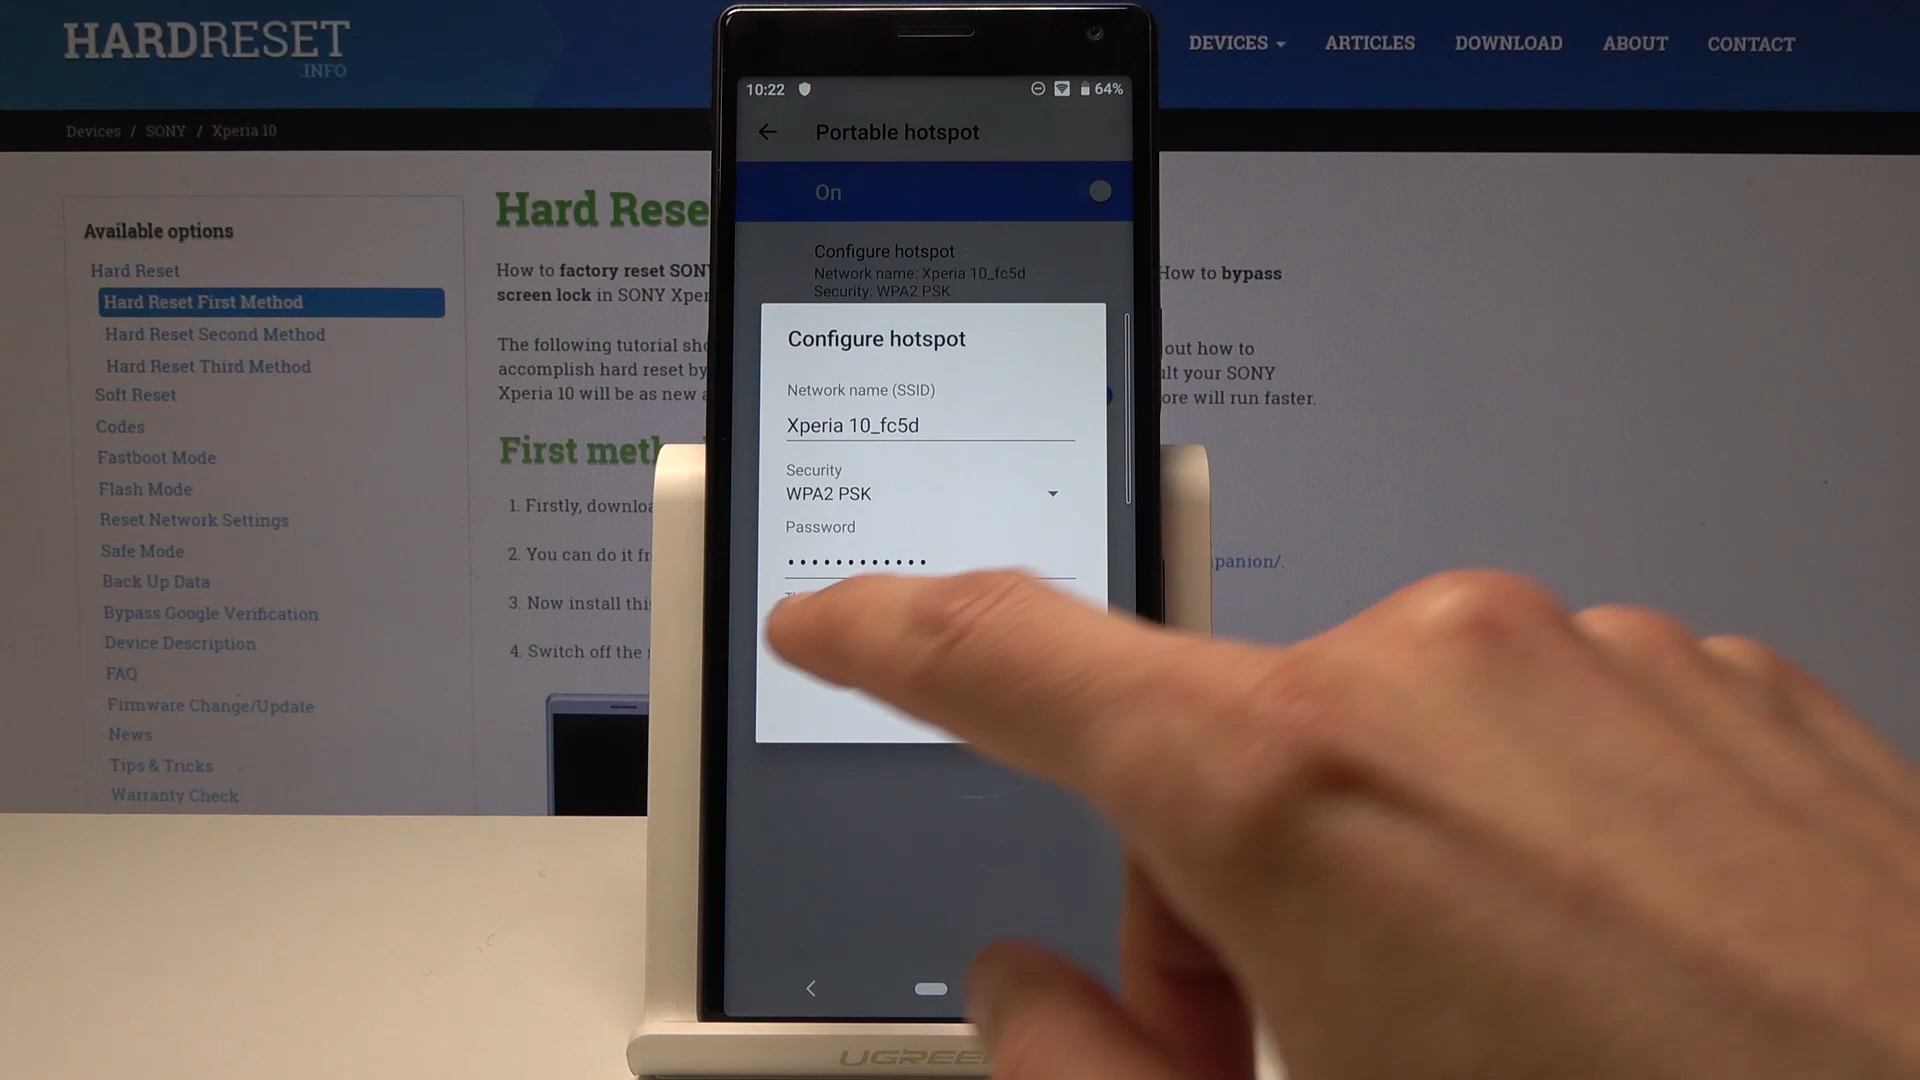 HARDRESET
.INFO
DEVICES
ARTICLES
DOWNLOAD
ABOUT
CONTACT
Devices / SONY / Xperia 10
Available options
Hard Reset
Hard Reset First Method
Hard Reset Second Method
Hard Reset Third Method
Soft Reset
Codes
Fastboot Mode
Flash Mode
Reset Network Settings
Safe Mode
Back Up Data
Bypass Google Verification
Device Description
FAQ
Firmware Change/Update
News
Tips & Tricks
Warranty Check
Hard Rese
How to factory reset SONY
screen lock in SONY Xper
How to bypass
The following tutorial sho
accomplish hard reset by
Xperia 10 will be as new a
out how to
ult your SONY
ore will run faster.
First meth
1. Firstly, downloa
2. You can do it fr
3. Now install this
4. Switch off the
panion/.
10:22
64%
Portable hotspot
On
Configure hotspot
Network name: Xperia 10_fc5d
Security: WPA2 PSK
Configure hotspot
Network name (SSID)
Xperia 10_fc5d
Security
WPA2 PSK
Password
••••••••••••
UGREE